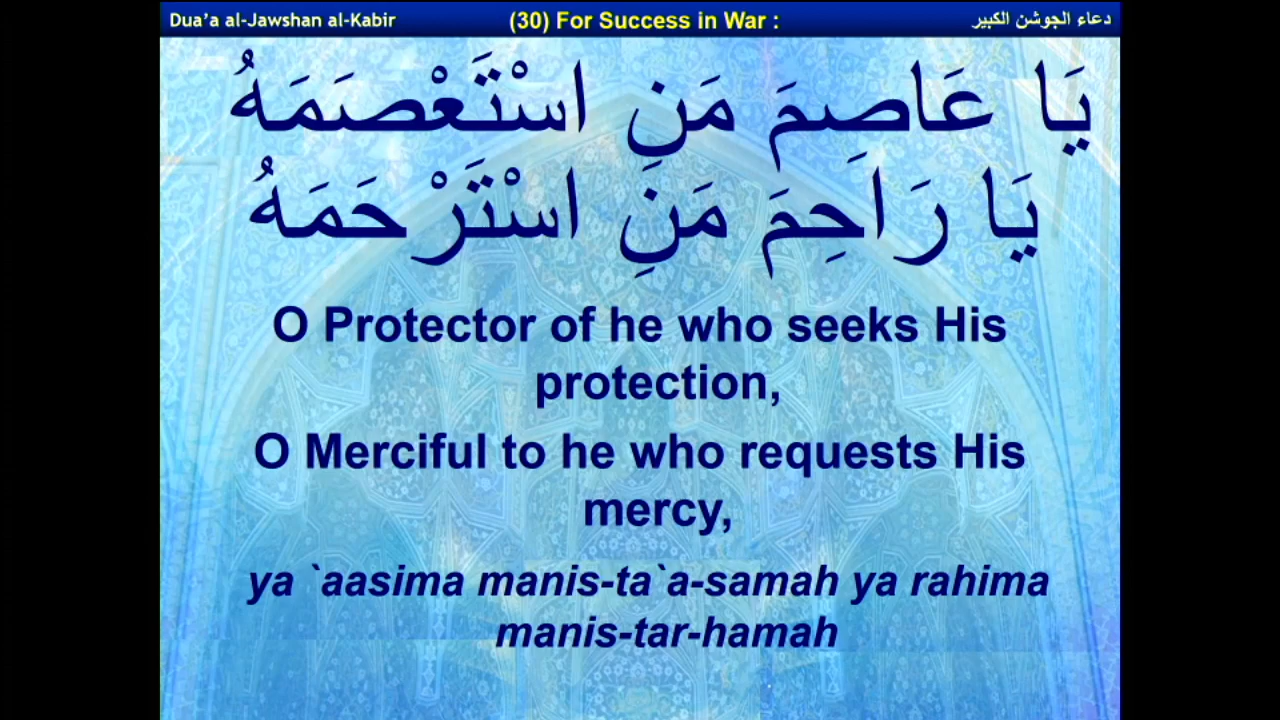 Dua'a al-Jawshan al-Kabir (30) For Success in War : دعاء الجوشن الكبير
يَا عَاصِمَ مَنِ اسْتَعْصَمَهُ
يَا رَاحِمَ مَنِ اسْتَرْحَمَهُ
O Protector of he who seeks His
protection,
O Merciful to he who requests His
mercy,
ya `aasima manis-ta`a-samah ya rahima
manis-tar-hamah